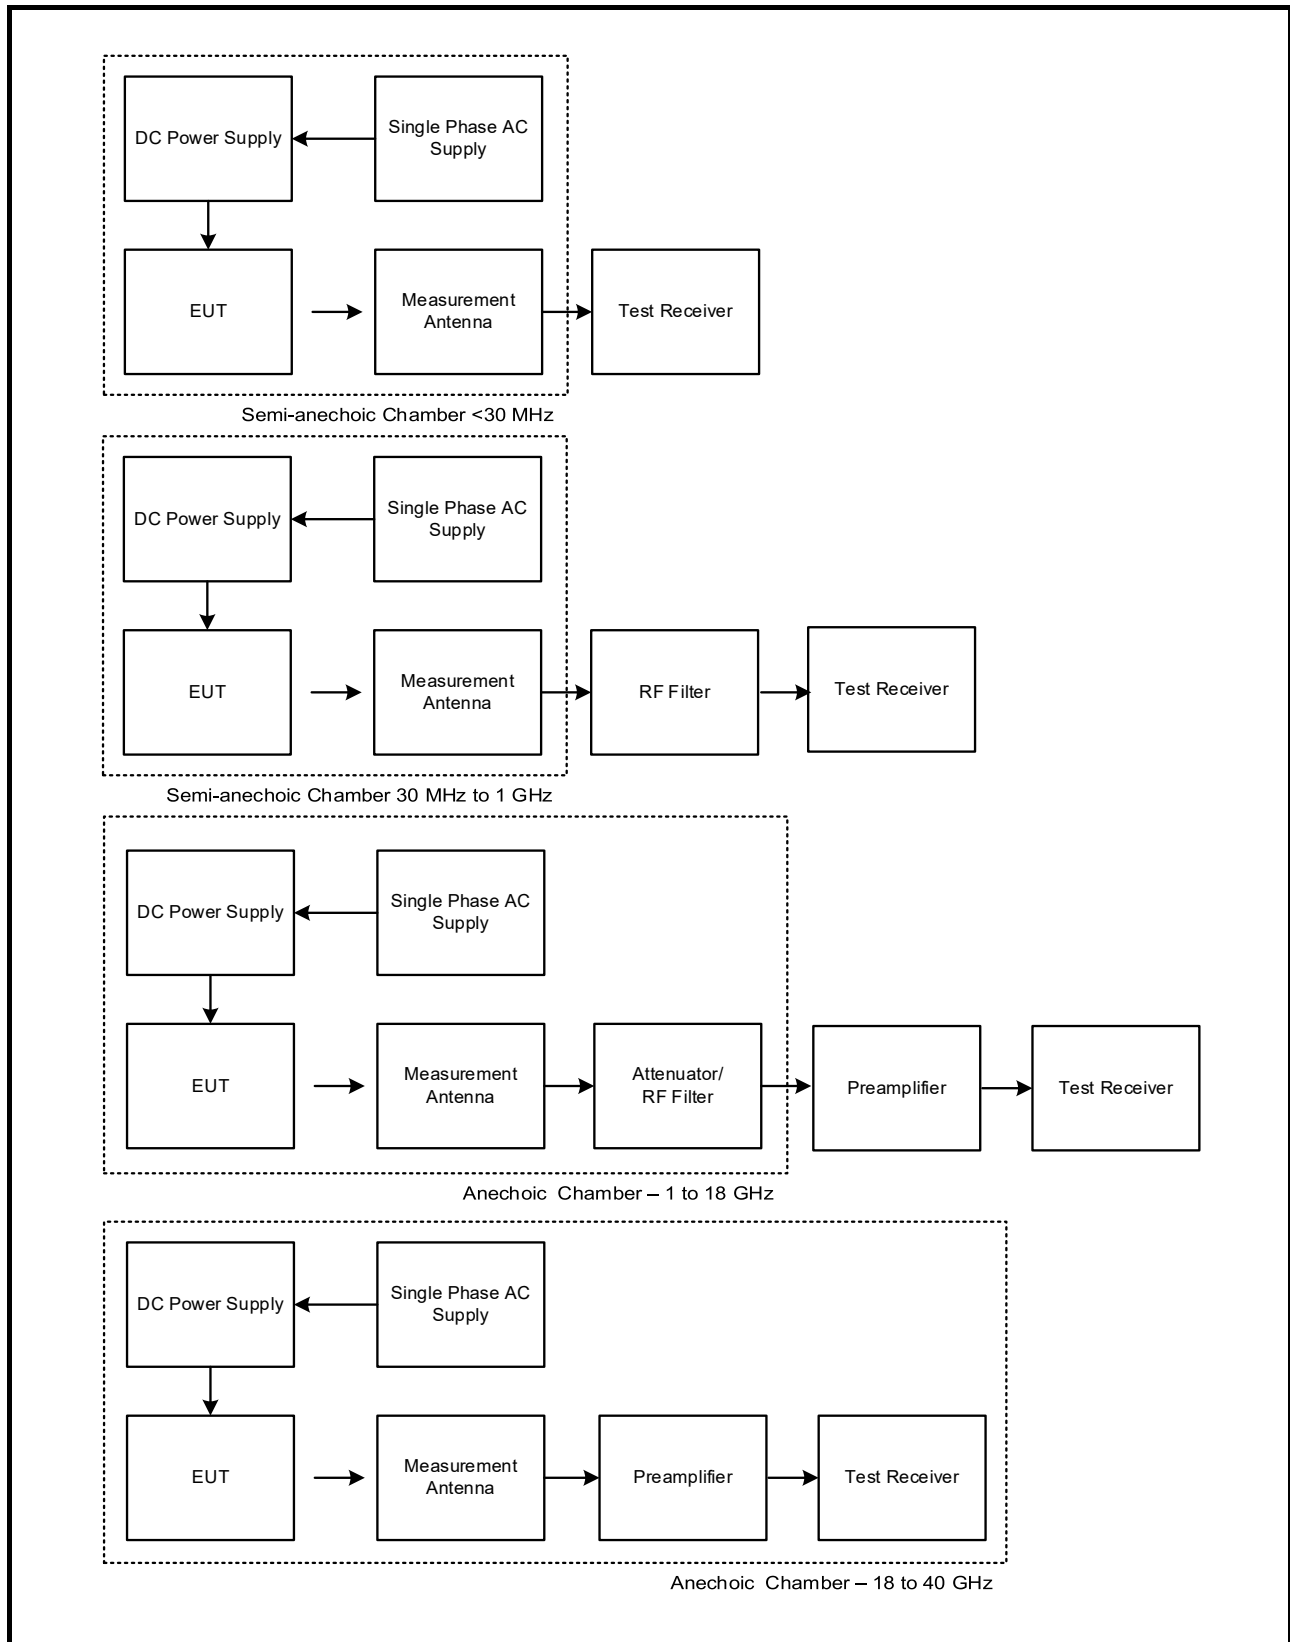 DC Power Supply
Single Phase AC
Supply
EUT
Measurement
Antenna
Test Receiver
Semi-anechoic Chamber <30 MHz
DC Power Supply
Single Phase AC
Supply
EUT
Measurement
Antenna
RF Filter
Test Receiver
Semi-anechoic Chamber 30 MHz to 1 GHz
DC Power Supply
Single Phase AC
Supply
EUT
Measurement
Antenna
Attenuator/
RF Filter
Preamplifier
Test Receiver
Anechoic Chamber – 1 to 18 GHz
DC Power Supply
Single Phase AC
Supply
EUT
Measurement
Antenna
Preamplifier
Test Receiver
Anechoic Chamber – 18 to 40 GHz